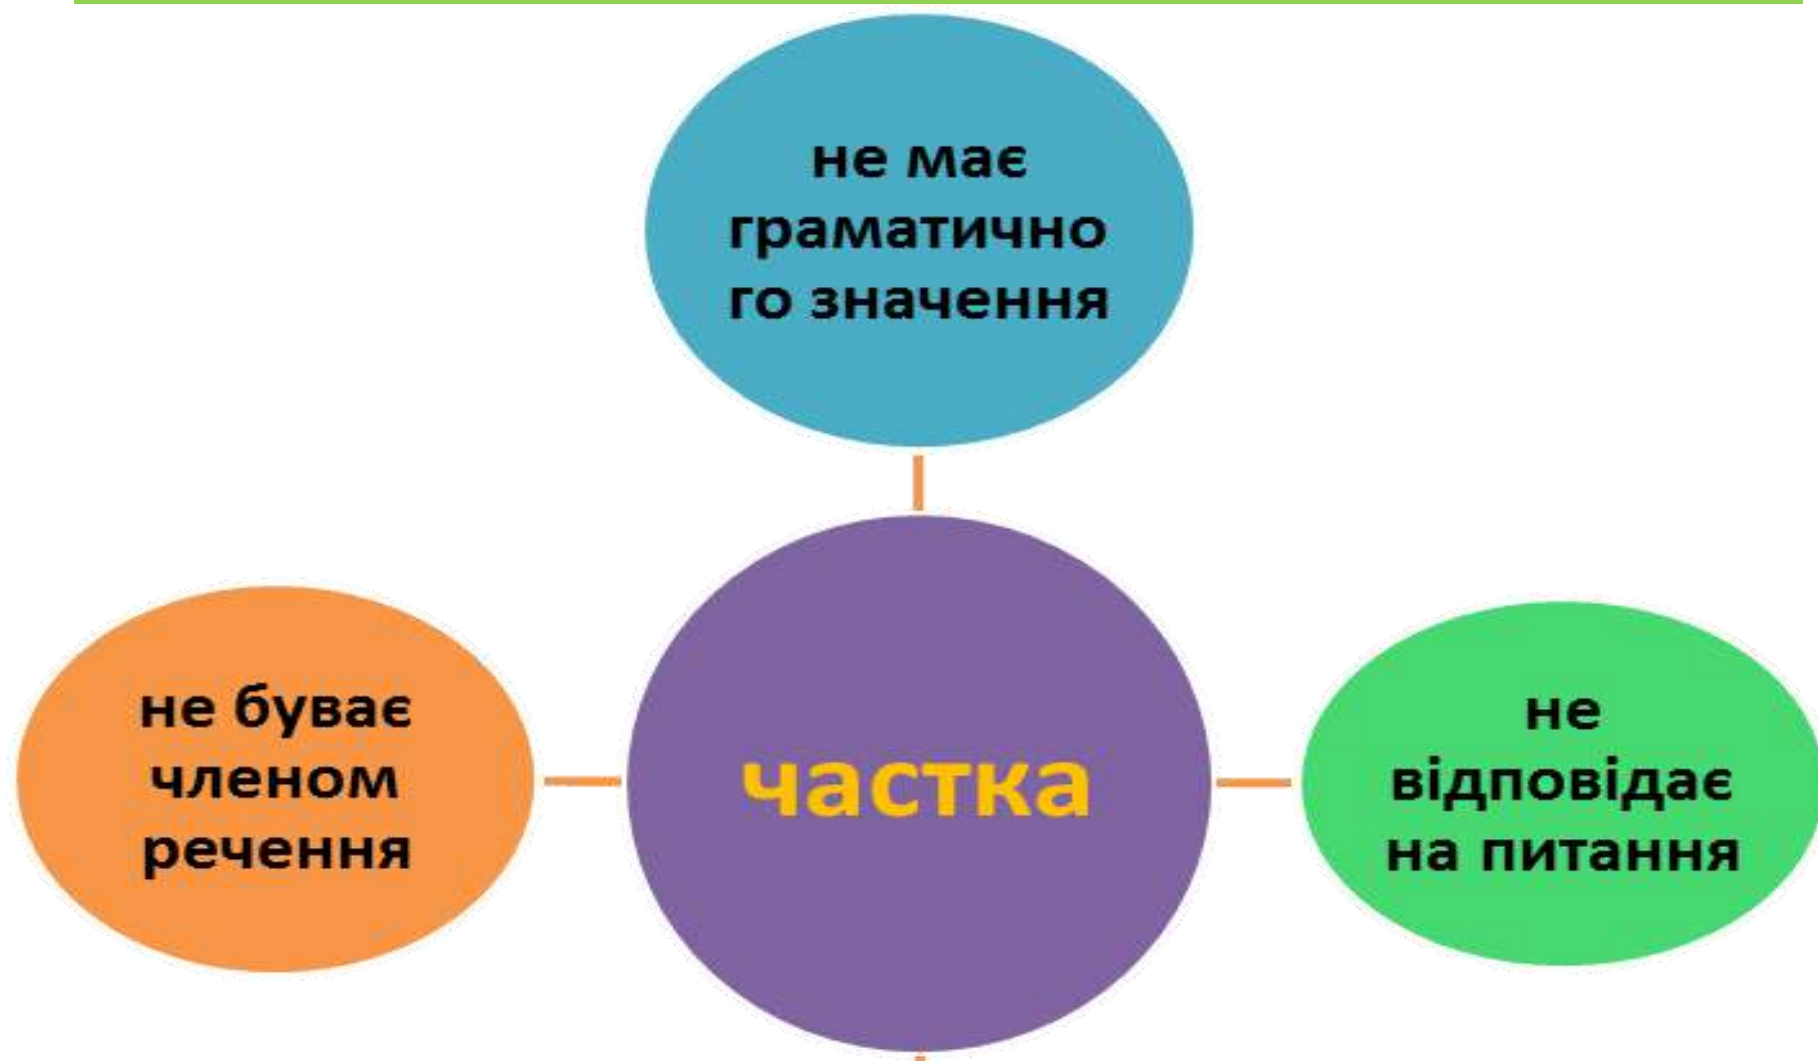 не має
граматично
го значення
не буває
членом
речення
частка
не
відповідає
на питання